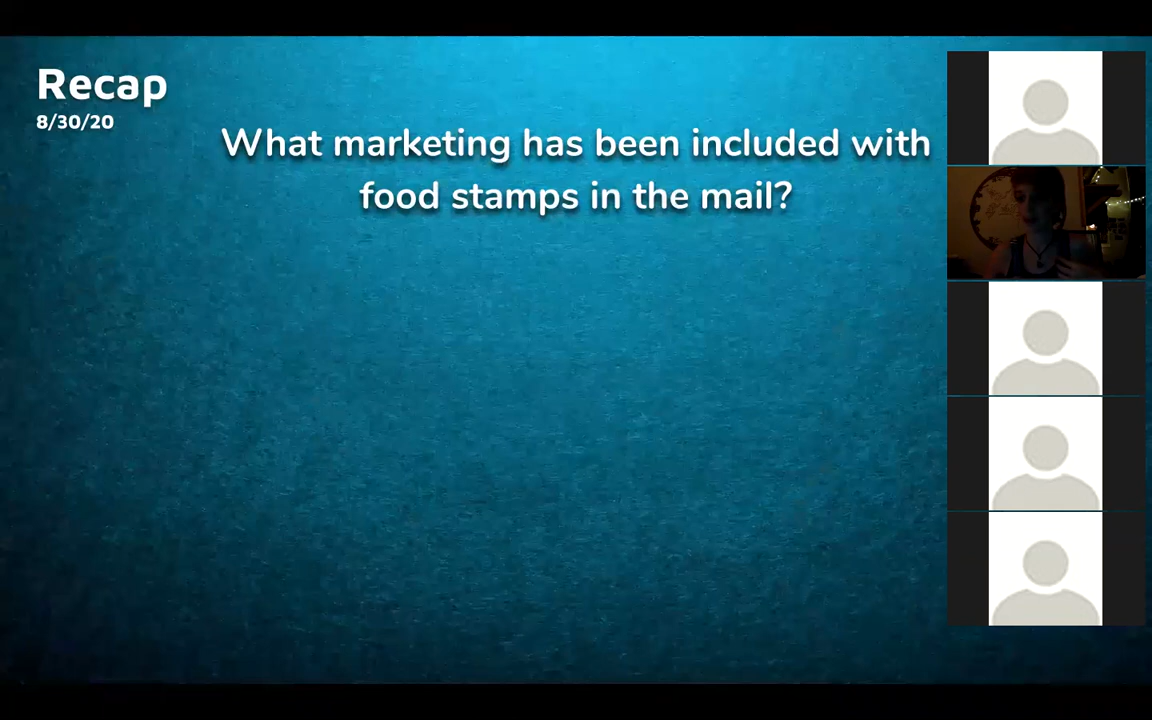 Recap
8/30/20
What marketing has been included with
food stamps in the mail?